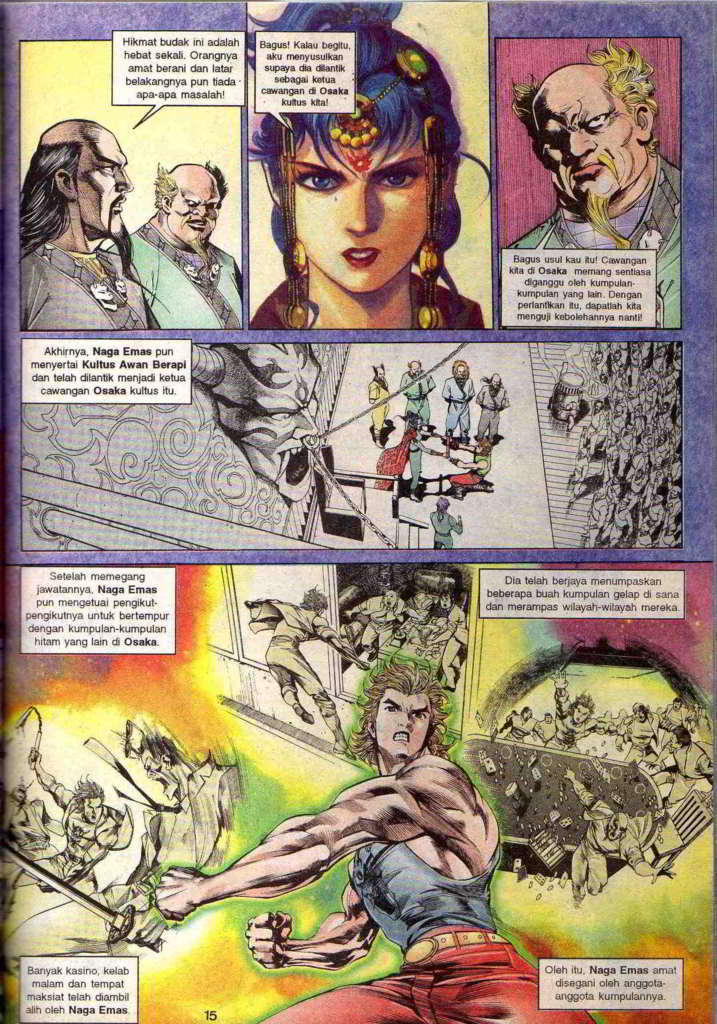 Hikmat budak ini adalah
hebat sekali. Orangnya
amat berani dan latar
belakangnya pun tiada
apa-apa masalah!
Bagus! Kalau begitu,
aku menyusulkan
supaya dia dilantik
sebagai ketua
cawangan di Osaka
kultus kita!
Bagus usul kau itu! Cawangan
kita di Osaka memang sentiasa
diganggu oleh kumpulan-
kumpulan yang lain. Dengan
perlantikan itu, dapatlah kita
menguji kebolehannya nanti!
Akhirnya, Naga Emas pun
menyertai Kultus Awan Berapi
dan telah dilantik menjadi ketua
cawangan Osaka kultus itu.
Setelah memegang
jawatannya, Naga Emas
pun mengetuai pengikut-
pengikutnya untuk bertempur
dengan kumpulan-kumpulan
hitam yang lain di Osaka.
Dia telah berjaya menumpaskan
beberapa buah kumpulan gelap di sana
dan merampas wilayah-wilayah mereka.
Banyak kasino, kelab
malam dan tempat
maksiat telah diambil
alih oleh Naga Emas.
Oleh itu, Naga Emas amat
disegani oleh anggota-
anggota kumpulannya.
15